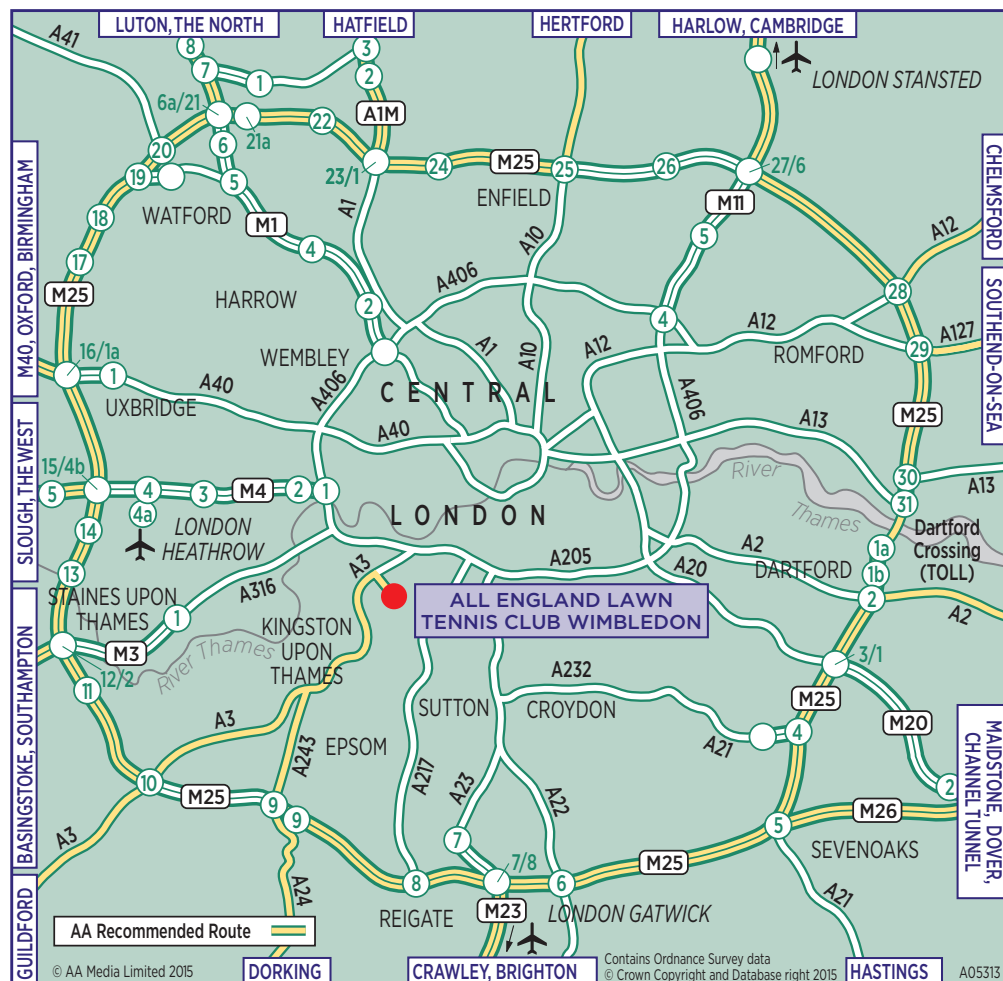 LUTON, THE NORTH
HATFIELD
HERTFORD
HARLOW, CAMBRIDGE
A41
8
7
1
3
2
LONDON STANSTED
6a/21
21a
22
A1M
20
6
19
5
23/1
24
M25
25
26
27/6
ENFIELD
M11
WATFORD
M1
A1
18
4
5
A10
A12
CHELMSFORD
17
M25
A406
28
HARROW
2
4
A12
A127
29
ROMFORD
SOUTHEND-ON-SEA
M40, OXFORD, BIRMINGHAM
16/1a
1
WEMBLEY
A1
A10
A12
UXBRIDGE
A40
A406
CENTRAL
A406
M25
A40
A13
15/4b
5
4
3
M4
2
1
River
30
A13
31
4a
SLOUGH, THE WEST
LONDON
HEATHROW
LONDON
Thames
Dartford
Crossing
(TOLL)
14
1a
13
A3
A205
A2
1b
A20
DARTFORD
2
A2
STAINES UPON
THAMES
A316
1
ALL ENGLAND LAWN
TENNIS CLUB WIMBLEDON
KINGSTON
UPON
THAMES
M3
River Thames
12/2
3/1
11
A232
M25
SUTTON
CROYDON
M20
A3
EPSOM
A21
4
A243
BASINGSTOKE, SOUTHAMPTON
10
M25
9
9
A217
A23
A22
2
MAIDSTONE, DOVER,
CHANNEL TUNNEL
M26
5
SEVENOAKS
A3
7
7/8
M25
8
6
A24
REIGATE
M23
LONDON GATWICK
A21
GUILDFORD
AA Recommended Route
© AA Media Limited 2015
DORKING
CRAWLEY, BRIGHTON
Contains Ordnance Survey data
© Crown Copyright and Database right 2015
HASTINGS
A05313